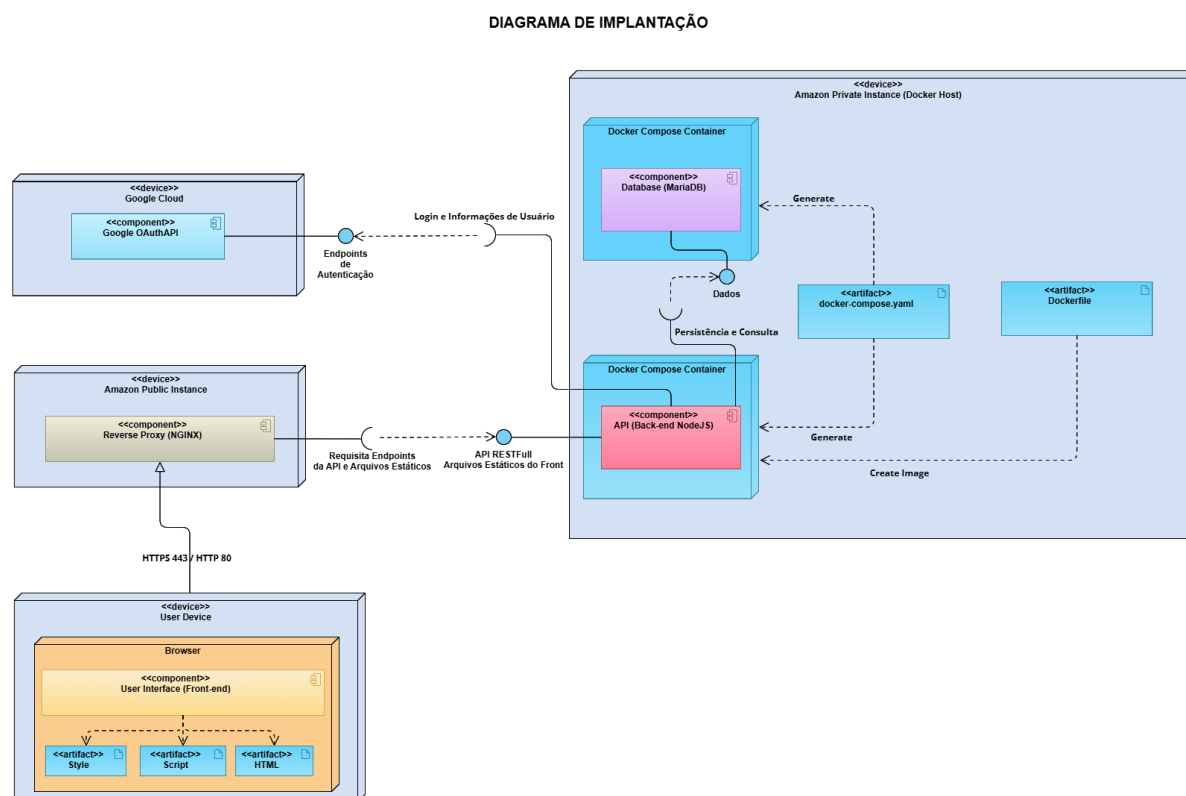 DIAGRAMA DE IMPLANTAÇÃO
<<device>>
Amazon Private Instance (Docker Host)
Docker Compose Container
<<component>>
Database (MariaDB)
Generate
<<device>>
Google Cloud
<<component>>
Google OAuthAPI
Login e Informações de Usuário
Endpoints
de
Autenticação
Dados
<<artifact>>
docker-compose.yaml
<<artifact>>
Dockerfile
Persistência e Consulta
Docker Compose Container
<<component>>
API (Back-end NodeJS)
Generate
Create Image
<<device>>
Amazon Public Instance
<<component>>
Reverse Proxy (NGINX)
Requisita Endpoints
da API e Arquivos Estáticos
API RESTFull
Arquivos Estáticos do Front
HTTPS 443 / HTTP 80
<<device>>
User Device
Browser
<<component>>
User Interface (Front-end)
<<artifact>>
Style
<<artifact>>
Script
<<artifact>>
HTML